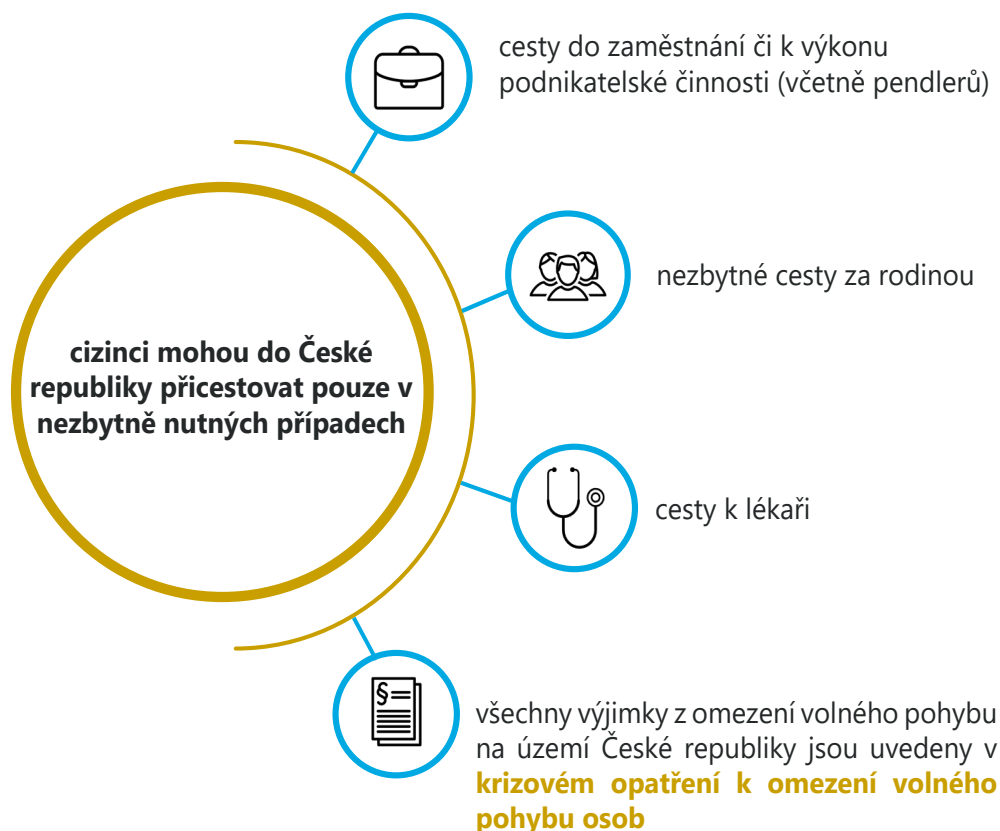 cesty do zaměstnání či k výkonu
podnikatelské činnosti (včetně pendlerů)
nezbytné cesty za rodinou
cizinci mohou do České
republiky přicestovat pouze v
nezbytně nutných případech
cesty k lékaři
§=
všechny výjimky z omezení volného pohybu
na území České republiky jsou uvedeny v
krizovém opatření k omezení volného
pohybu osob